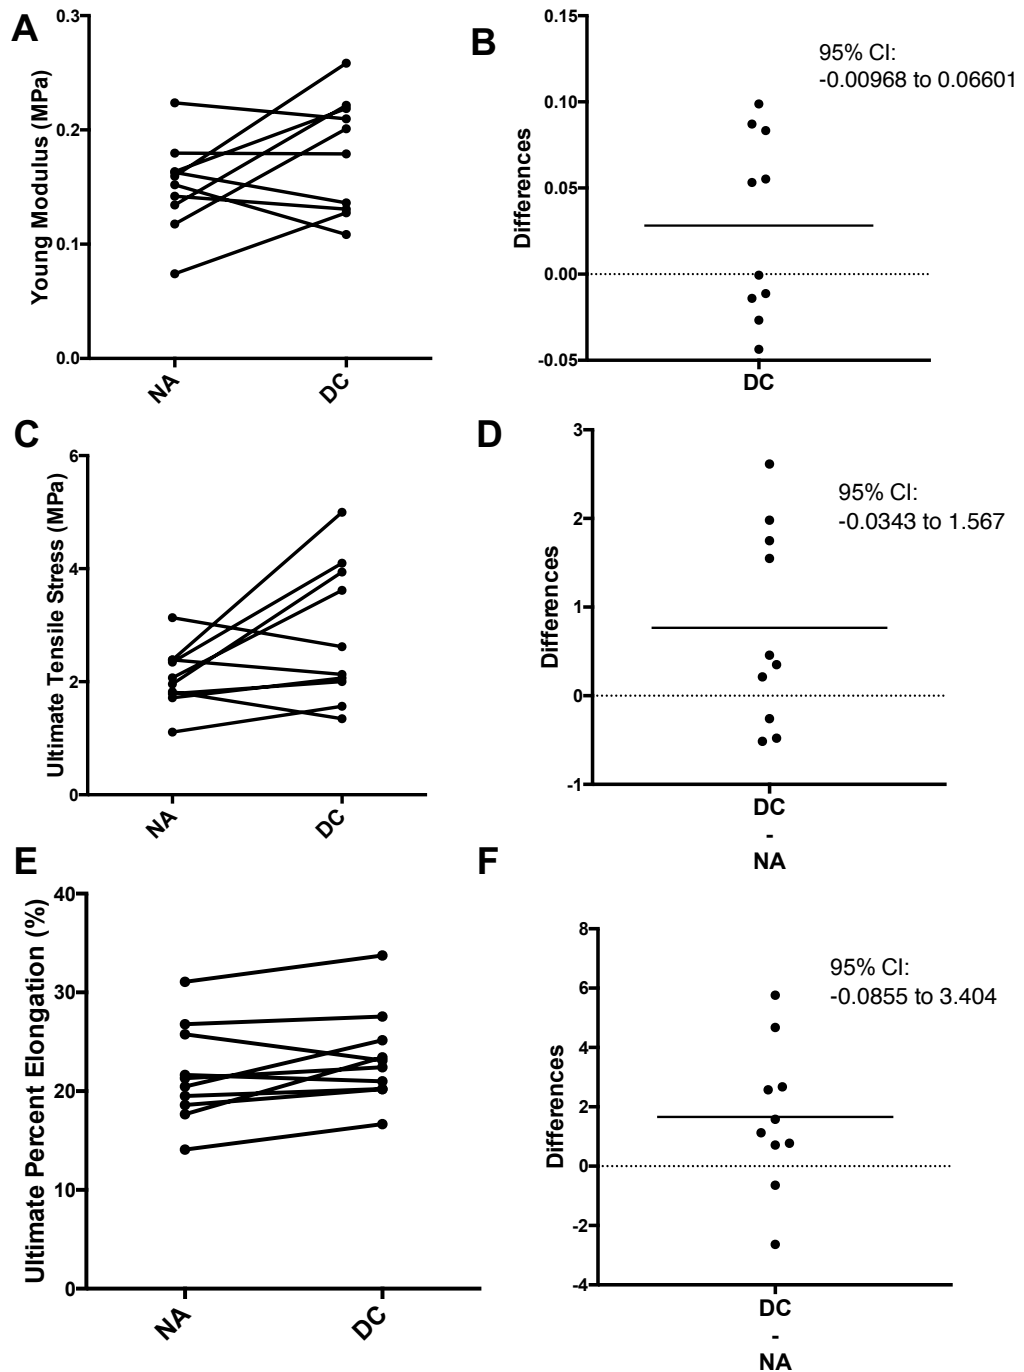 A
Young Modulus (MPa)
0.3
0.2
0.1
0.0
NA
DC
B
Differences
0.15
0.10
0.05
0.00
-0.05
95% CI:
-0.00968 to 0.06601
DC
C
Ultimate Tensile Stress (MPa)
6
4
2
0
NA
DC
D
Differences
3
2
1
0
-1
95% CI:
-0.0343 to 1.567
DC
-
NA
E
Ultimate Percent Elongation (%)
40
30
20
10
0
NA
DC
F
Differences
8
6
4
2
0
-2
-4
95% CI:
-0.0855 to 3.404
DC
-
NA